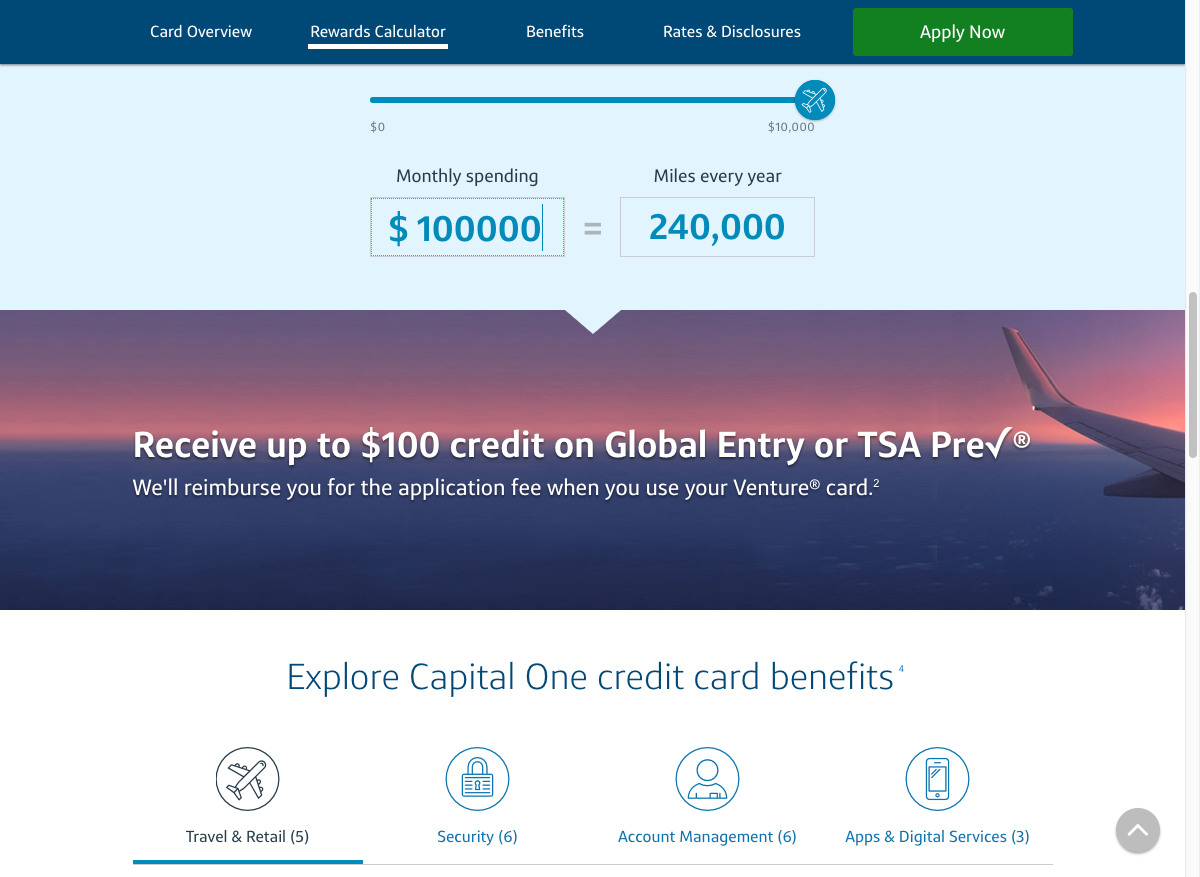 Card Overview Rewards Calculator Benefits Rates & Disclosures Apply Now
$0 $10,000
Monthly spending Miles every year
$ 100000 = 240,000
Receive up to $100 credit on Global Entry or TSA Pre✓®
We'll reimburse you for the application fee when you use your Venture® card.2
Explore Capital One credit card benefits4
Travel & Retail (5) Security (6) Account Management (6) Apps & Digital Services (3)